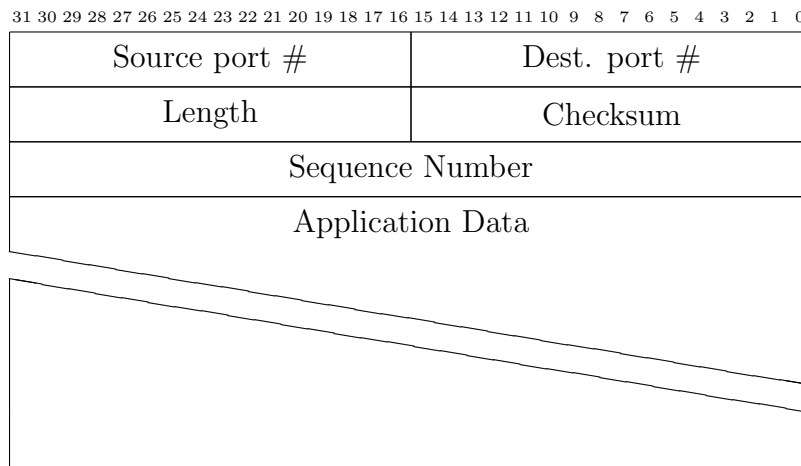 31 30 29 28 27 26 25 24 23 22 21 20 19 18 17 16 15 14 13 12 11 10 9 8 7 6 5 4 3 2 1 0
Source port # Dest. port #
Length Checksum
Sequence Number
Application Data